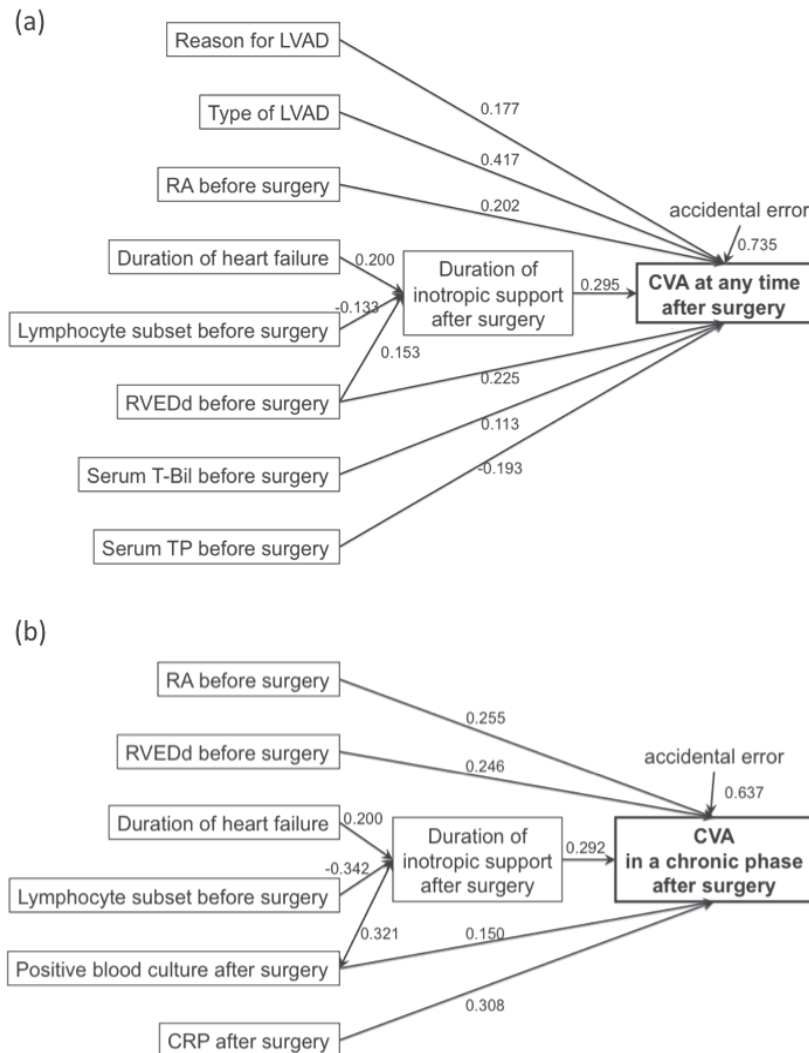 (a)
Reason for LVAD
0.177
Type of LVAD
0.417
RA before surgery
0.202
accidental error
0.735
Duration of heart failure
0.200
Duration of
inotropic support
after surgery
0.295
CVA at any time
after surgery
Lymphocyte subset before surgery
-0.133
0.153
RVEDd before surgery
0.225
0.113
Serum T-Bil before surgery
-0.193
Serum TP before surgery
(b)
RA before surgery
0.255
RVEDd before surgery
0.246
accidental error
0.637
Duration of heart failure
0.200
Duration of
inotropic support
after surgery
0.292
CVA
in a chronic phase
after surgery
-0.342
Lymphocyte subset before surgery
0.321
0.150
Positive blood culture after surgery
0.308
CRP after surgery